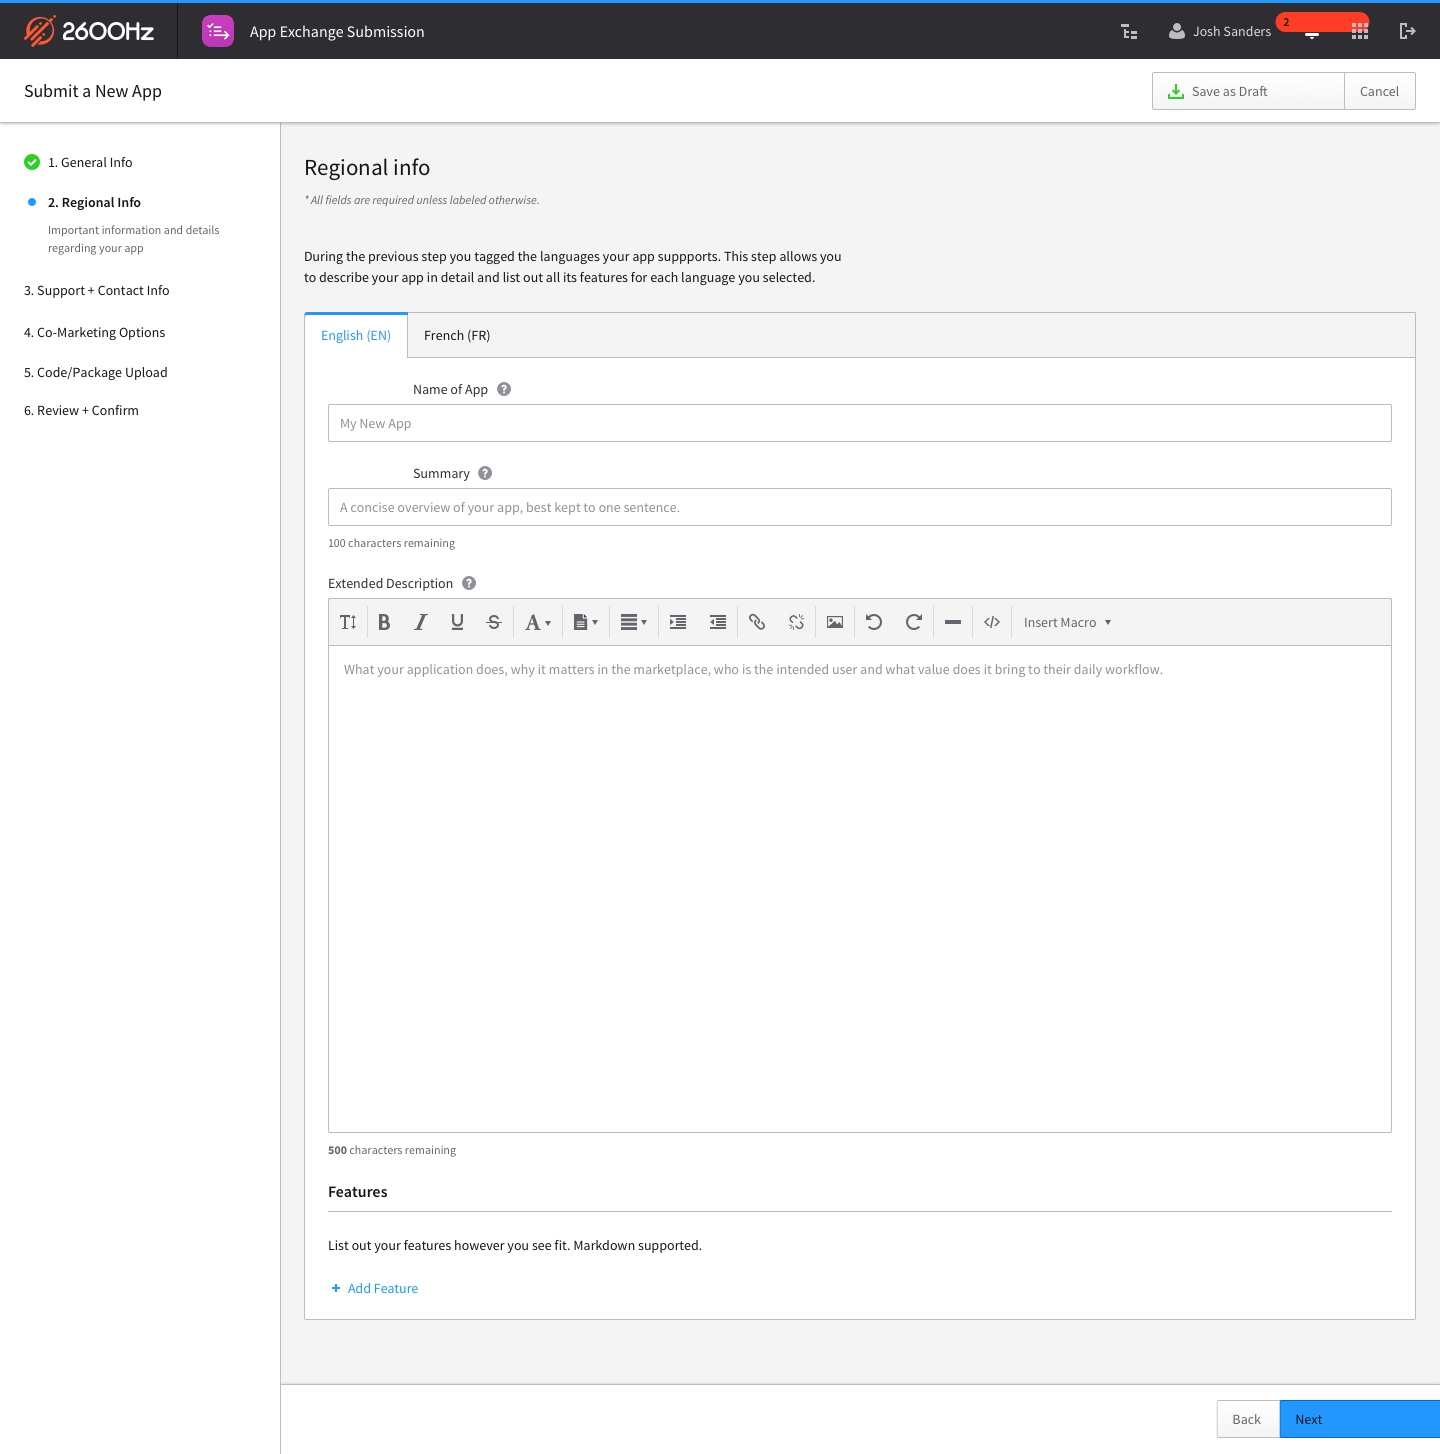 2600Hz
App Exchange Submission
Josh Sanders
2
Submit a New App
Save as Draft
Cancel
1. General Info
2. Regional Info
Important information and details
regarding your app
3. Support + Contact Info
4. Co-Marketing Options
5. Code/Package Upload
6. Review + Confirm
Regional info
* All fields are required unless labeled otherwise.
During the previous step you tagged the languages your app suppports. This step allows you
to describe your app in detail and list out all its features for each language you selected.
English (EN)
French (FR)
Name of App
My New App
Summary
A concise overview of your app, best kept to one sentence.
100 characters remaining
Extended Description
Insert Macro
What your application does, why it matters in the marketplace, who is the intended user and what value does it bring to their daily workflow.
500 characters remaining
Features
List out your features however you see fit. Markdown supported.
+ Add Feature
Back
Next